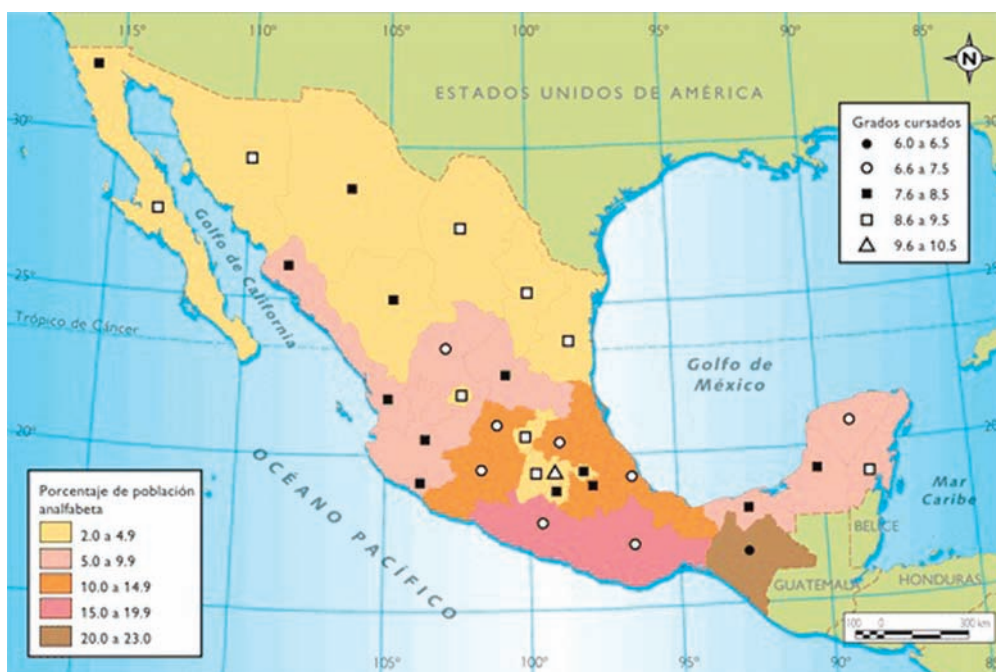 115°
110°
105°
100°
95°
90°
85°
N
ESTADOS UNIDOS DE AMÉRICA
Grados cursados
6.0 a 6.5
6.6 a 7.5
7.6 a 8.5
8.6 a 9.5
9.6 a 10.5
30°
30
Golfo de California
25°
25
Trópico de Cáncer
Golfo de
México
20°
20
OCÉANO PACÍFICO
Mar
Caribe
BELICE
GUATEMALA
HONDURAS
Porcentaje de población
analfabeta
2.0 a 4.9
5.0 a 9.9
10.0 a 14.9
15.0 a 19.9
20.0 a 23.0
100 0 300 km
105°
100°
95°
90°